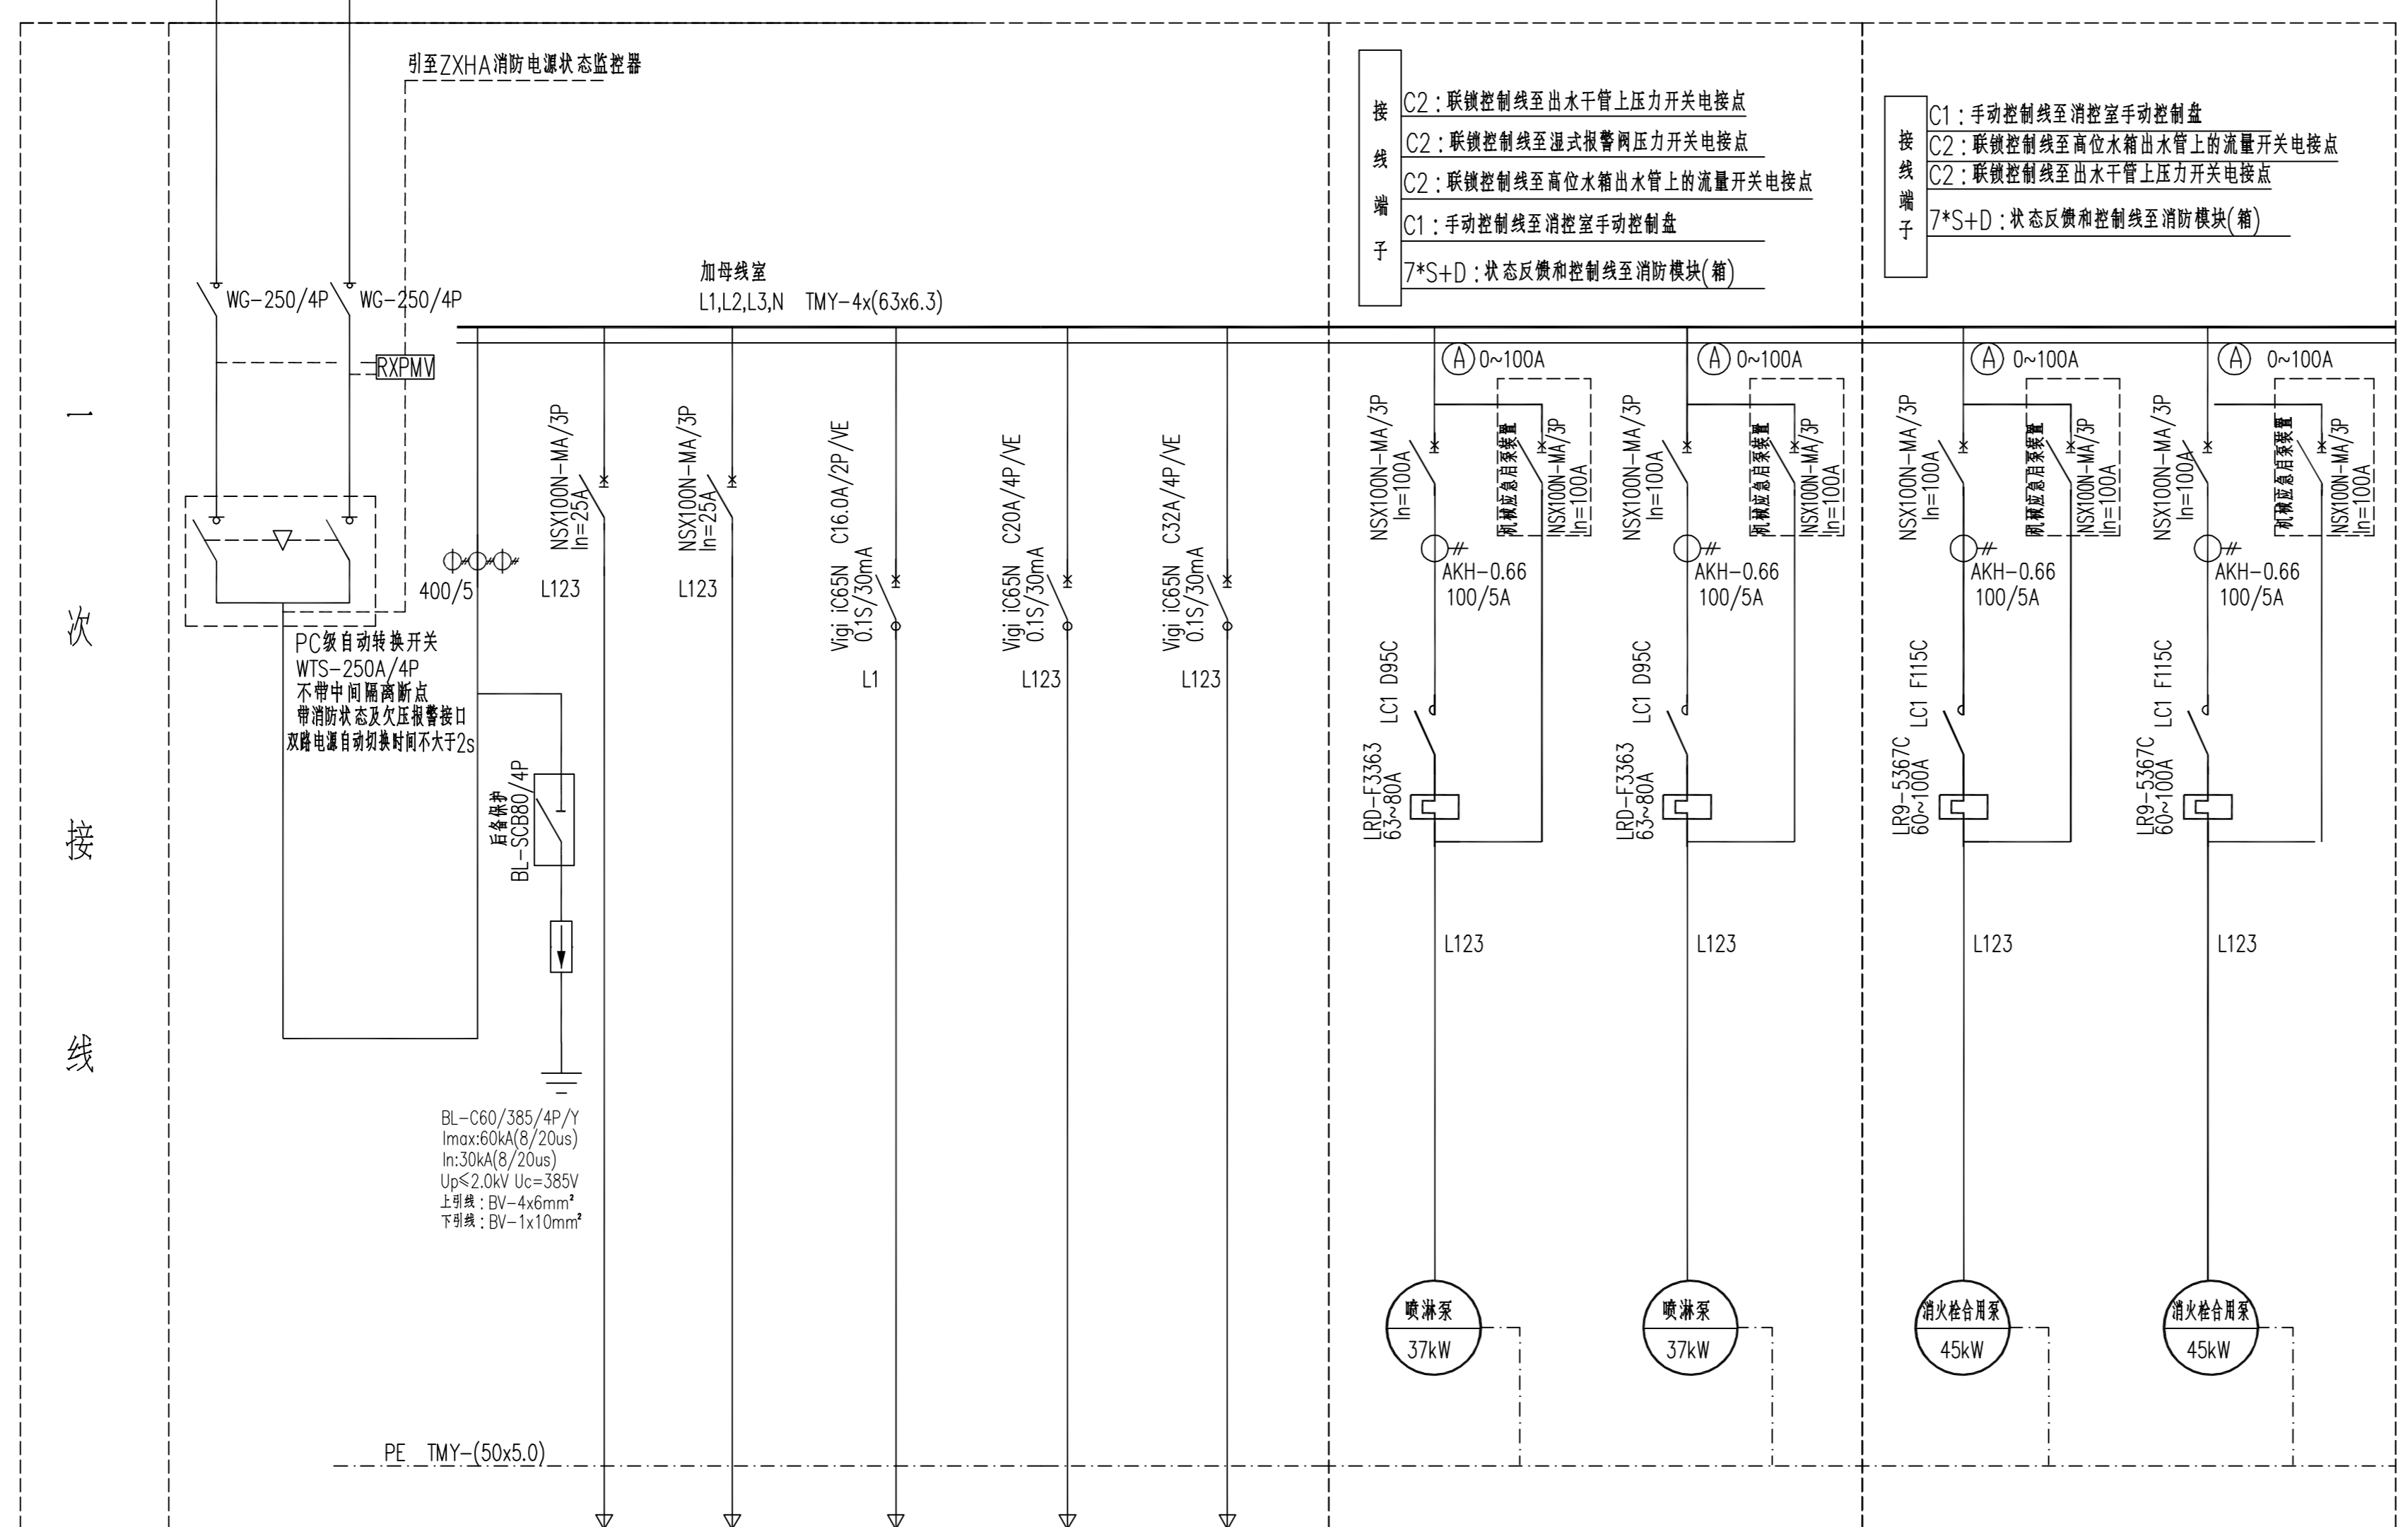 引至ZXHA消防电源状态监控器
WG-250/4P
WG-250/4P
RXPMV
一次接线
加母线室
L1,L2,L3,N TMY-4x(63x6.3)
接线端子
C2:联锁控制线至出水干管上压力开关电接点
C2:联锁控制线至湿式报警阀压力开关电接点
C2:联锁控制线至高位水箱出水管上的流量开关电接点
C1:手动控制线至消控室手动控制盘
7*S+D:状态反馈和控制线至消防模块(箱)
接线端子
C1:手动控制线至消控室手动控制盘
C2:联锁控制线至高位水箱出水管上的流量开关电接点
C2:联锁控制线至出水干管上压力开关电接点
7*S+D:状态反馈和控制线至消防模块(箱)
PC级自动转换开关
WTS-250A/4P
不带中间隔离断点
带消防状态及欠压报警接口
双路电源自动切换时间不大于2s
400/5
后备保护
BL-SCB80/4P
BL-C60/385/4P/Y
Imax:60kA(8/20us)
In:30kA(8/20us)
Up≤2.0kV Uc=385V
上引线:BV-4x6mm²
下引线:BV-1x10mm²
NSX100N-MA/3P
In=25A
L123
NSX100N-MA/3P
In=25A
L123
Vigi iC65N C16.0A/2P/VE
0.1S/30mA
L1
Vigi iC65N C20A/4P/VE
0.1S/30mA
L123
Vigi iC65N C32A/4P/VE
0.1S/30mA
L123
A 0~100A
NSX100N-MA/3P
In=100A
机械应急启泵装置
NSX100N-MA/3P
In=100A
AKH-0.66
100/5A
LC1 D95C
LRD-F3363
63~80A
L123
喷淋泵
37kW
A 0~100A
NSX100N-MA/3P
In=100A
机械应急启泵装置
NSX100N-MA/3P
In=100A
AKH-0.66
100/5A
LC1 D95C
LRD-F3363
63~80A
L123
喷淋泵
37kW
A 0~100A
NSX100N-MA/3P
In=100A
机械应急启泵装置
NSX100N-MA/3P
In=100A
AKH-0.66
100/5A
LC1 F115C
LR9-5367C
60~100A
L123
消火栓合用泵
45kW
A 0~100A
NSX100N-MA/3P
In=100A
机械应急启泵装置
NSX100N-MA/3P
In=100A
AKH-0.66
100/5A
LC1 F115C
LR9-5367C
60~100A
L123
消火栓合用泵
45kW
PE TMY-(50x5.0)